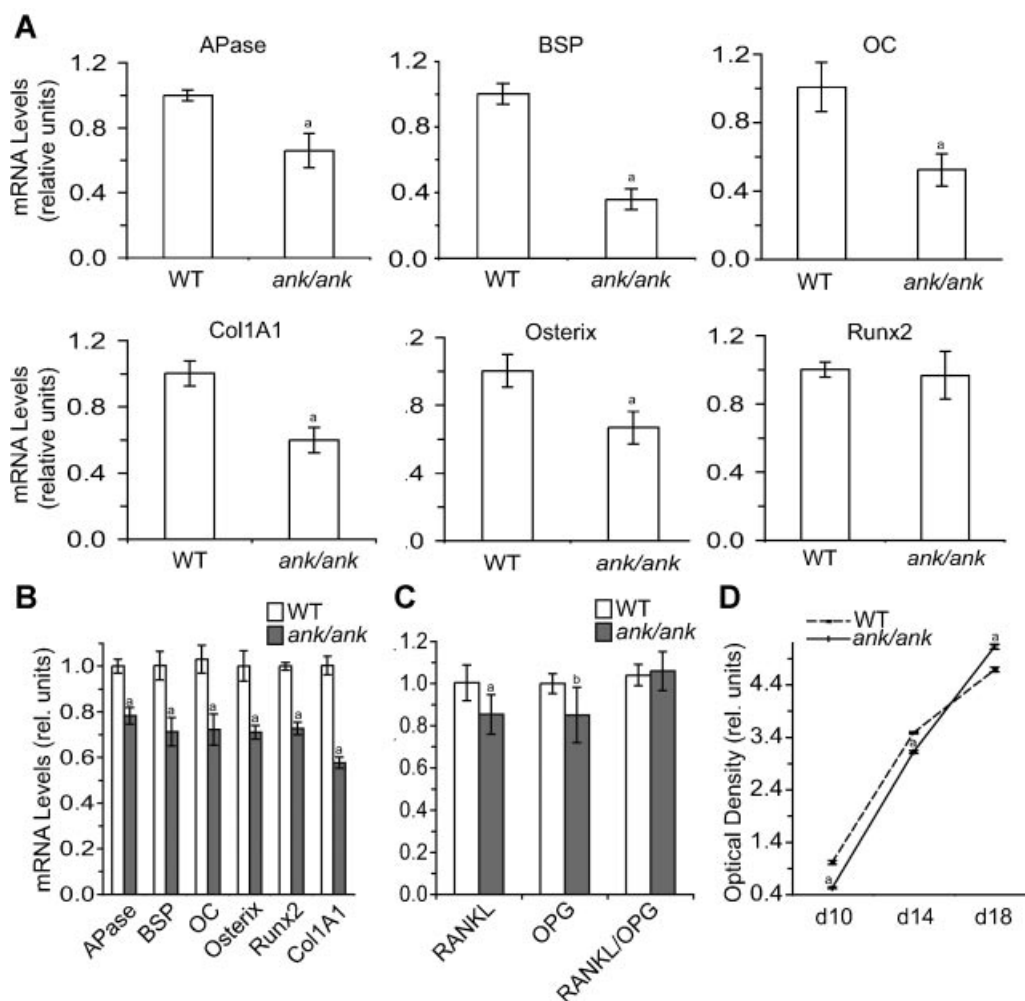 A
APase
BSP
OC
mRNA Levels
(relative units)
1.2
0.8
0.4
0.0
1.2
0.8
0.4
0.0
1.2
0.8
0.4
0.0
a
a
a
WT
ank/ank
WT
ank/ank
WT
ank/ank
Col1A1
Osterix
Runx2
mRNA Levels
(relative units)
1.2
0.8
0.4
0.0
1.2
.8
.4
.0
1.2
0.8
0.4
0.0
a
a
WT
ank/ank
WT
ank/ank
WT
ank/ank
B
WT
ank/ank
mRNA Levels (rel. units)
1.0
0.8
0.6
0.4
0.2
0.0
a
a
a
a
a
a
APase
BSP
OC
Osterix
Runx2
Col1A1
C
WT
ank/ank
1.2
1.0
0.8
0.6
0.4
0.2
0.0
a
b
RANKL
OPG
RANKL/OPG
D
WT
ank/ank
Optical Density (rel. units)
4.4
3.4
2.4
1.4
0.4
a
a
a
d10
d14
d18